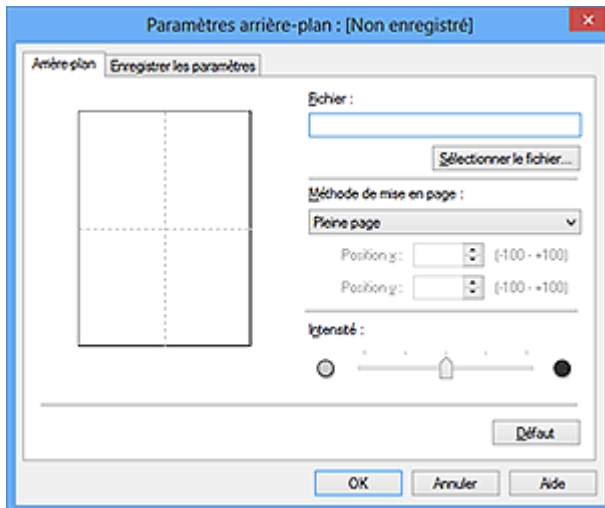 Paramètres arrière-plan : [Non enregistré]
Arrière-plan
Enregistrer les paramètres
Fichier :
Sélectionner le fichier...
Méthode de mise en page :
Pleine page
Position x : (-100 - +100)
Position y : (-100 - +100)
Intensité :
Défaut
OK Annuler Aide